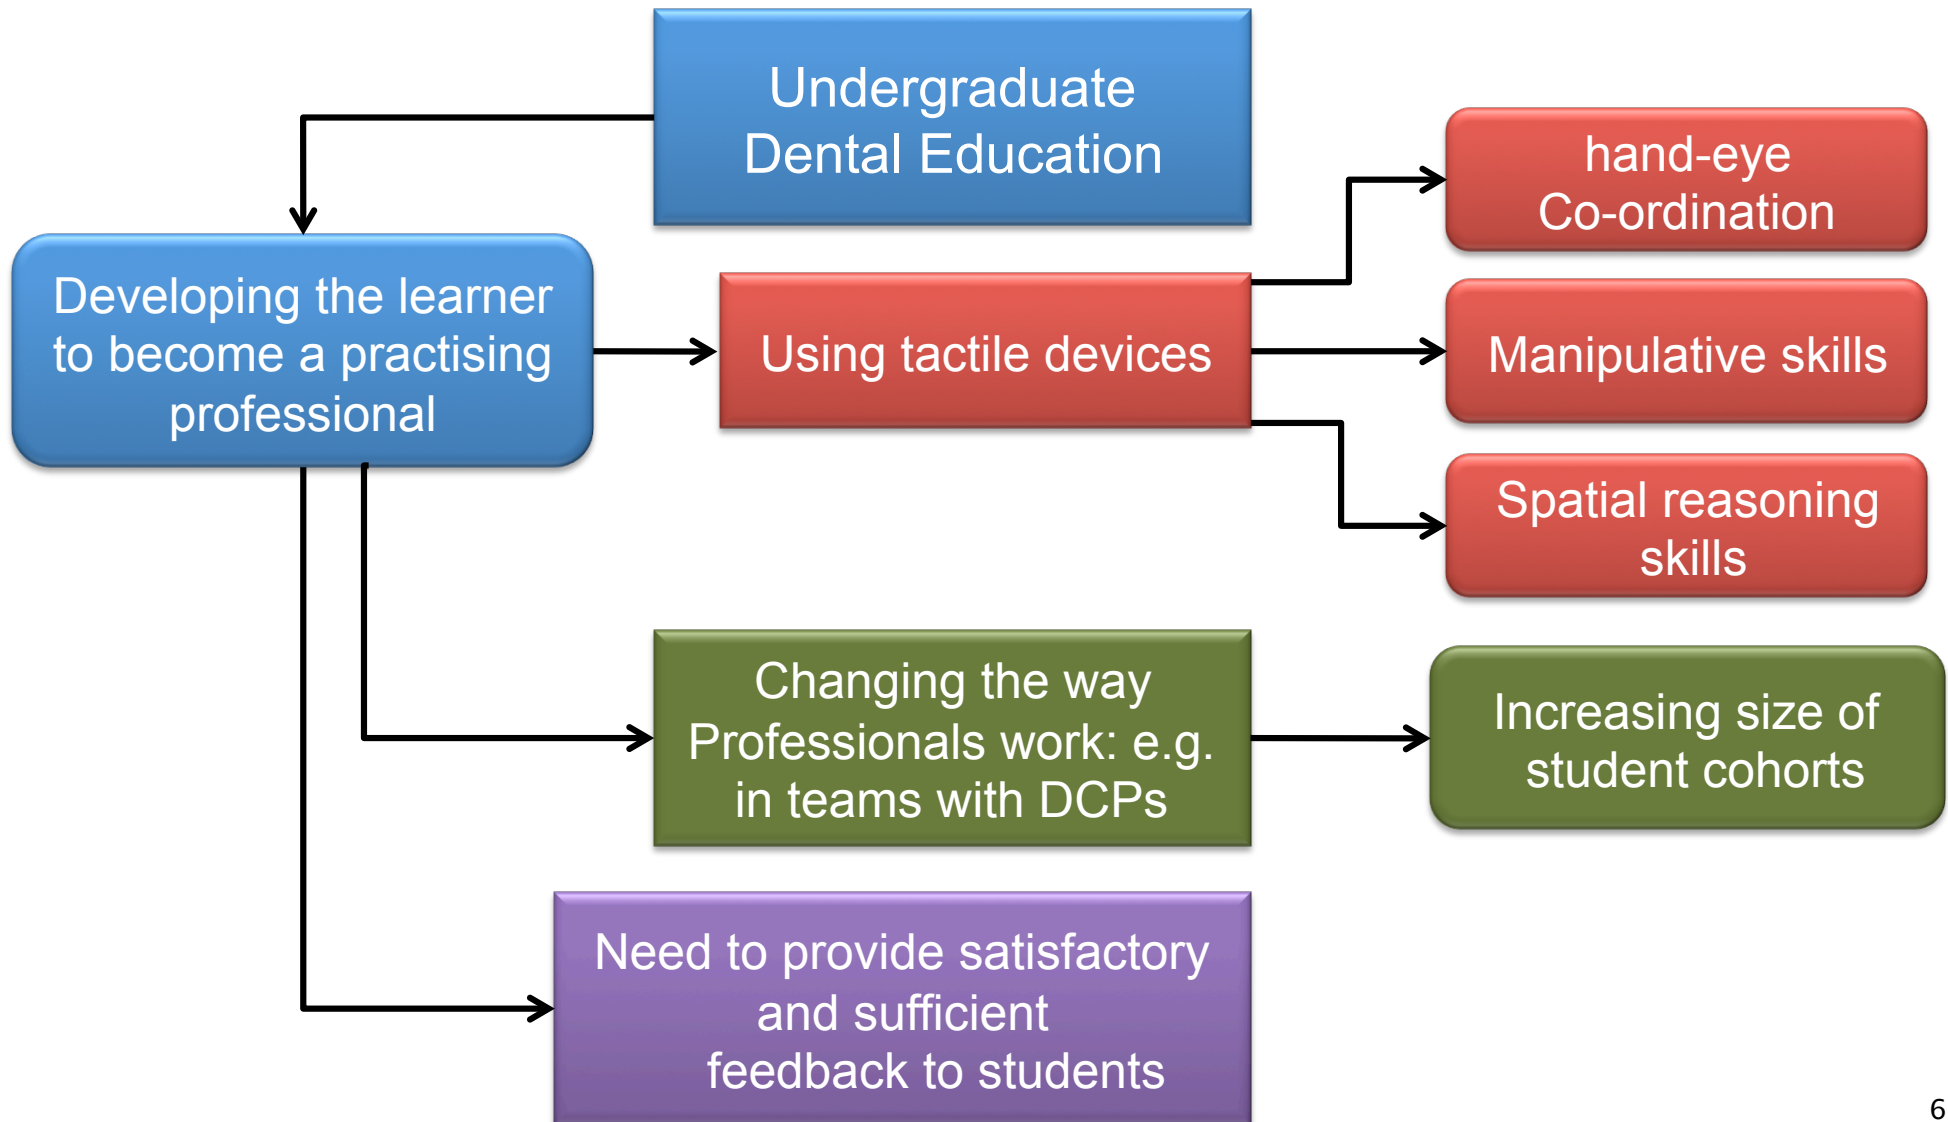 Undergraduate
Dental Education
Developing the learner
to become a practising
professional
Using tactile devices
hand-eye
Co-ordination
Manipulative skills
Spatial reasoning
skills
Changing the way
Professionals work: e.g.
in teams with DCPs
Increasing size of
student cohorts
Need to provide satisfactory
and sufficient
feedback to students
6